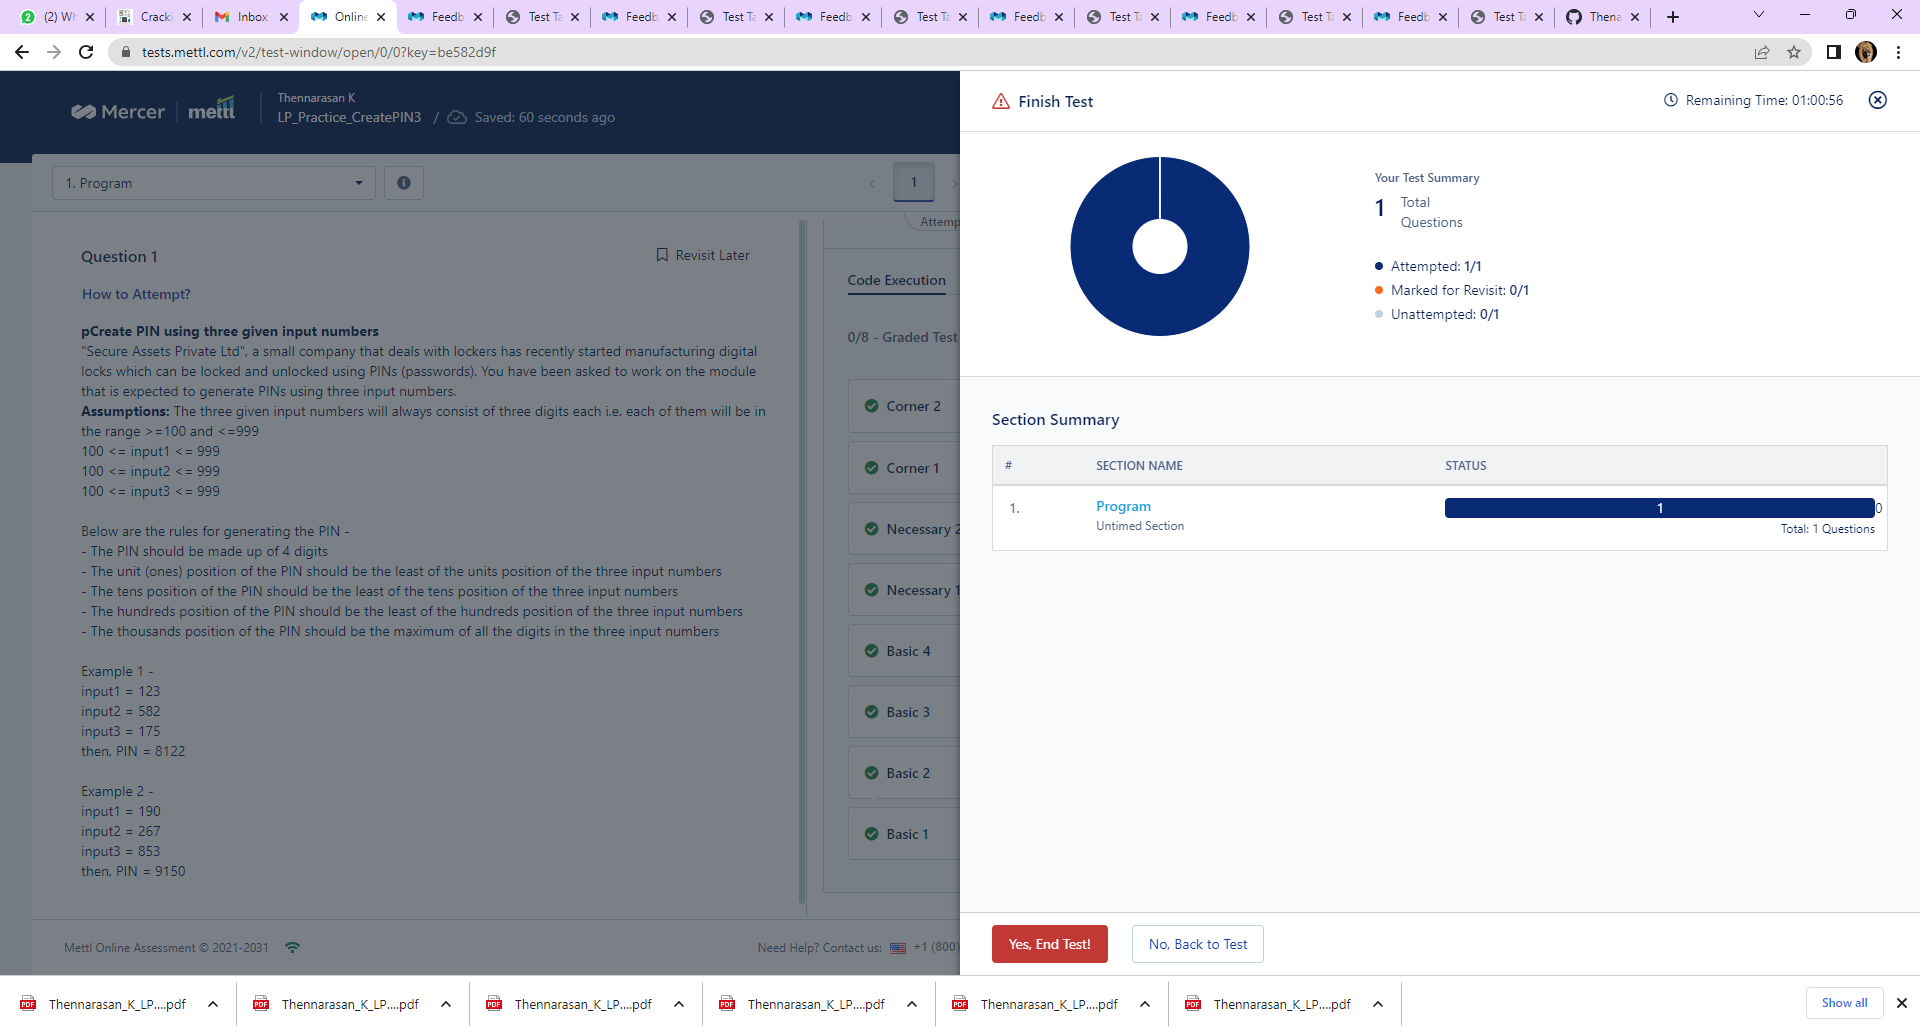 (2) Wh
Cracki
Inbox
Online
Feedb
Test Ta
Feedb
Test Ta
Feedb
Test Ta
Feedb
Test Ta
Feedb
Test Ta
Feedb
Test Ta
Thena
tests.mettl.com/v2/test-window/open/0/0?key=be582d9f
Mercer | mettl
Thennarasan K
LP_Practice_CreatePIN3 / Saved: 60 seconds ago
1. Program
1
Attemp
Question 1
Revisit Later
How to Attempt?
pCreate PIN using three given input numbers
"Secure Assets Private Ltd", a small company that deals with lockers has recently started manufacturing digital
locks which can be locked and unlocked using PINs (passwords). You have been asked to work on the module
that is expected to generate PINs using three input numbers.
Assumptions: The three given input numbers will always consist of three digits each i.e. each of them will be in
the range >=100 and <=999
100 <= input1 <= 999
100 <= input2 <= 999
100 <= input3 <= 999
Below are the rules for generating the PIN -
- The PIN should be made up of 4 digits
- The unit (ones) position of the PIN should be the least of the units position of the three input numbers
- The tens position of the PIN should be the least of the tens position of the three input numbers
- The hundreds position of the PIN should be the least of the hundreds position of the three input numbers
- The thousands position of the PIN should be the maximum of all the digits in the three input numbers
Example 1 -
input1 = 123
input2 = 582
input3 = 175
then, PIN = 8122
Example 2 -
input1 = 190
input2 = 267
input3 = 853
then, PIN = 9150
Code Execution
0/8 - Graded Test
Corner 2
Corner 1
Necessary 2
Necessary 1
Basic 4
Basic 3
Basic 2
Basic 1
Mettl Online Assessment © 2021-2031
Need Help? Contact us: +1 (800)
Finish Test
Remaining Time: 01:00:56
Your Test Summary
1 Total
Questions
Attempted: 1/1
Marked for Revisit: 0/1
Unattempted: 0/1
Section Summary
# SECTION NAME STATUS
1. Program 1 0
Untimed Section Total: 1 Questions
Yes, End Test!
No, Back to Test
Thennarasan_K_LP....pdf
Thennarasan_K_LP....pdf
Thennarasan_K_LP....pdf
Thennarasan_K_LP....pdf
Thennarasan_K_LP....pdf
Thennarasan_K_LP....pdf
Show all